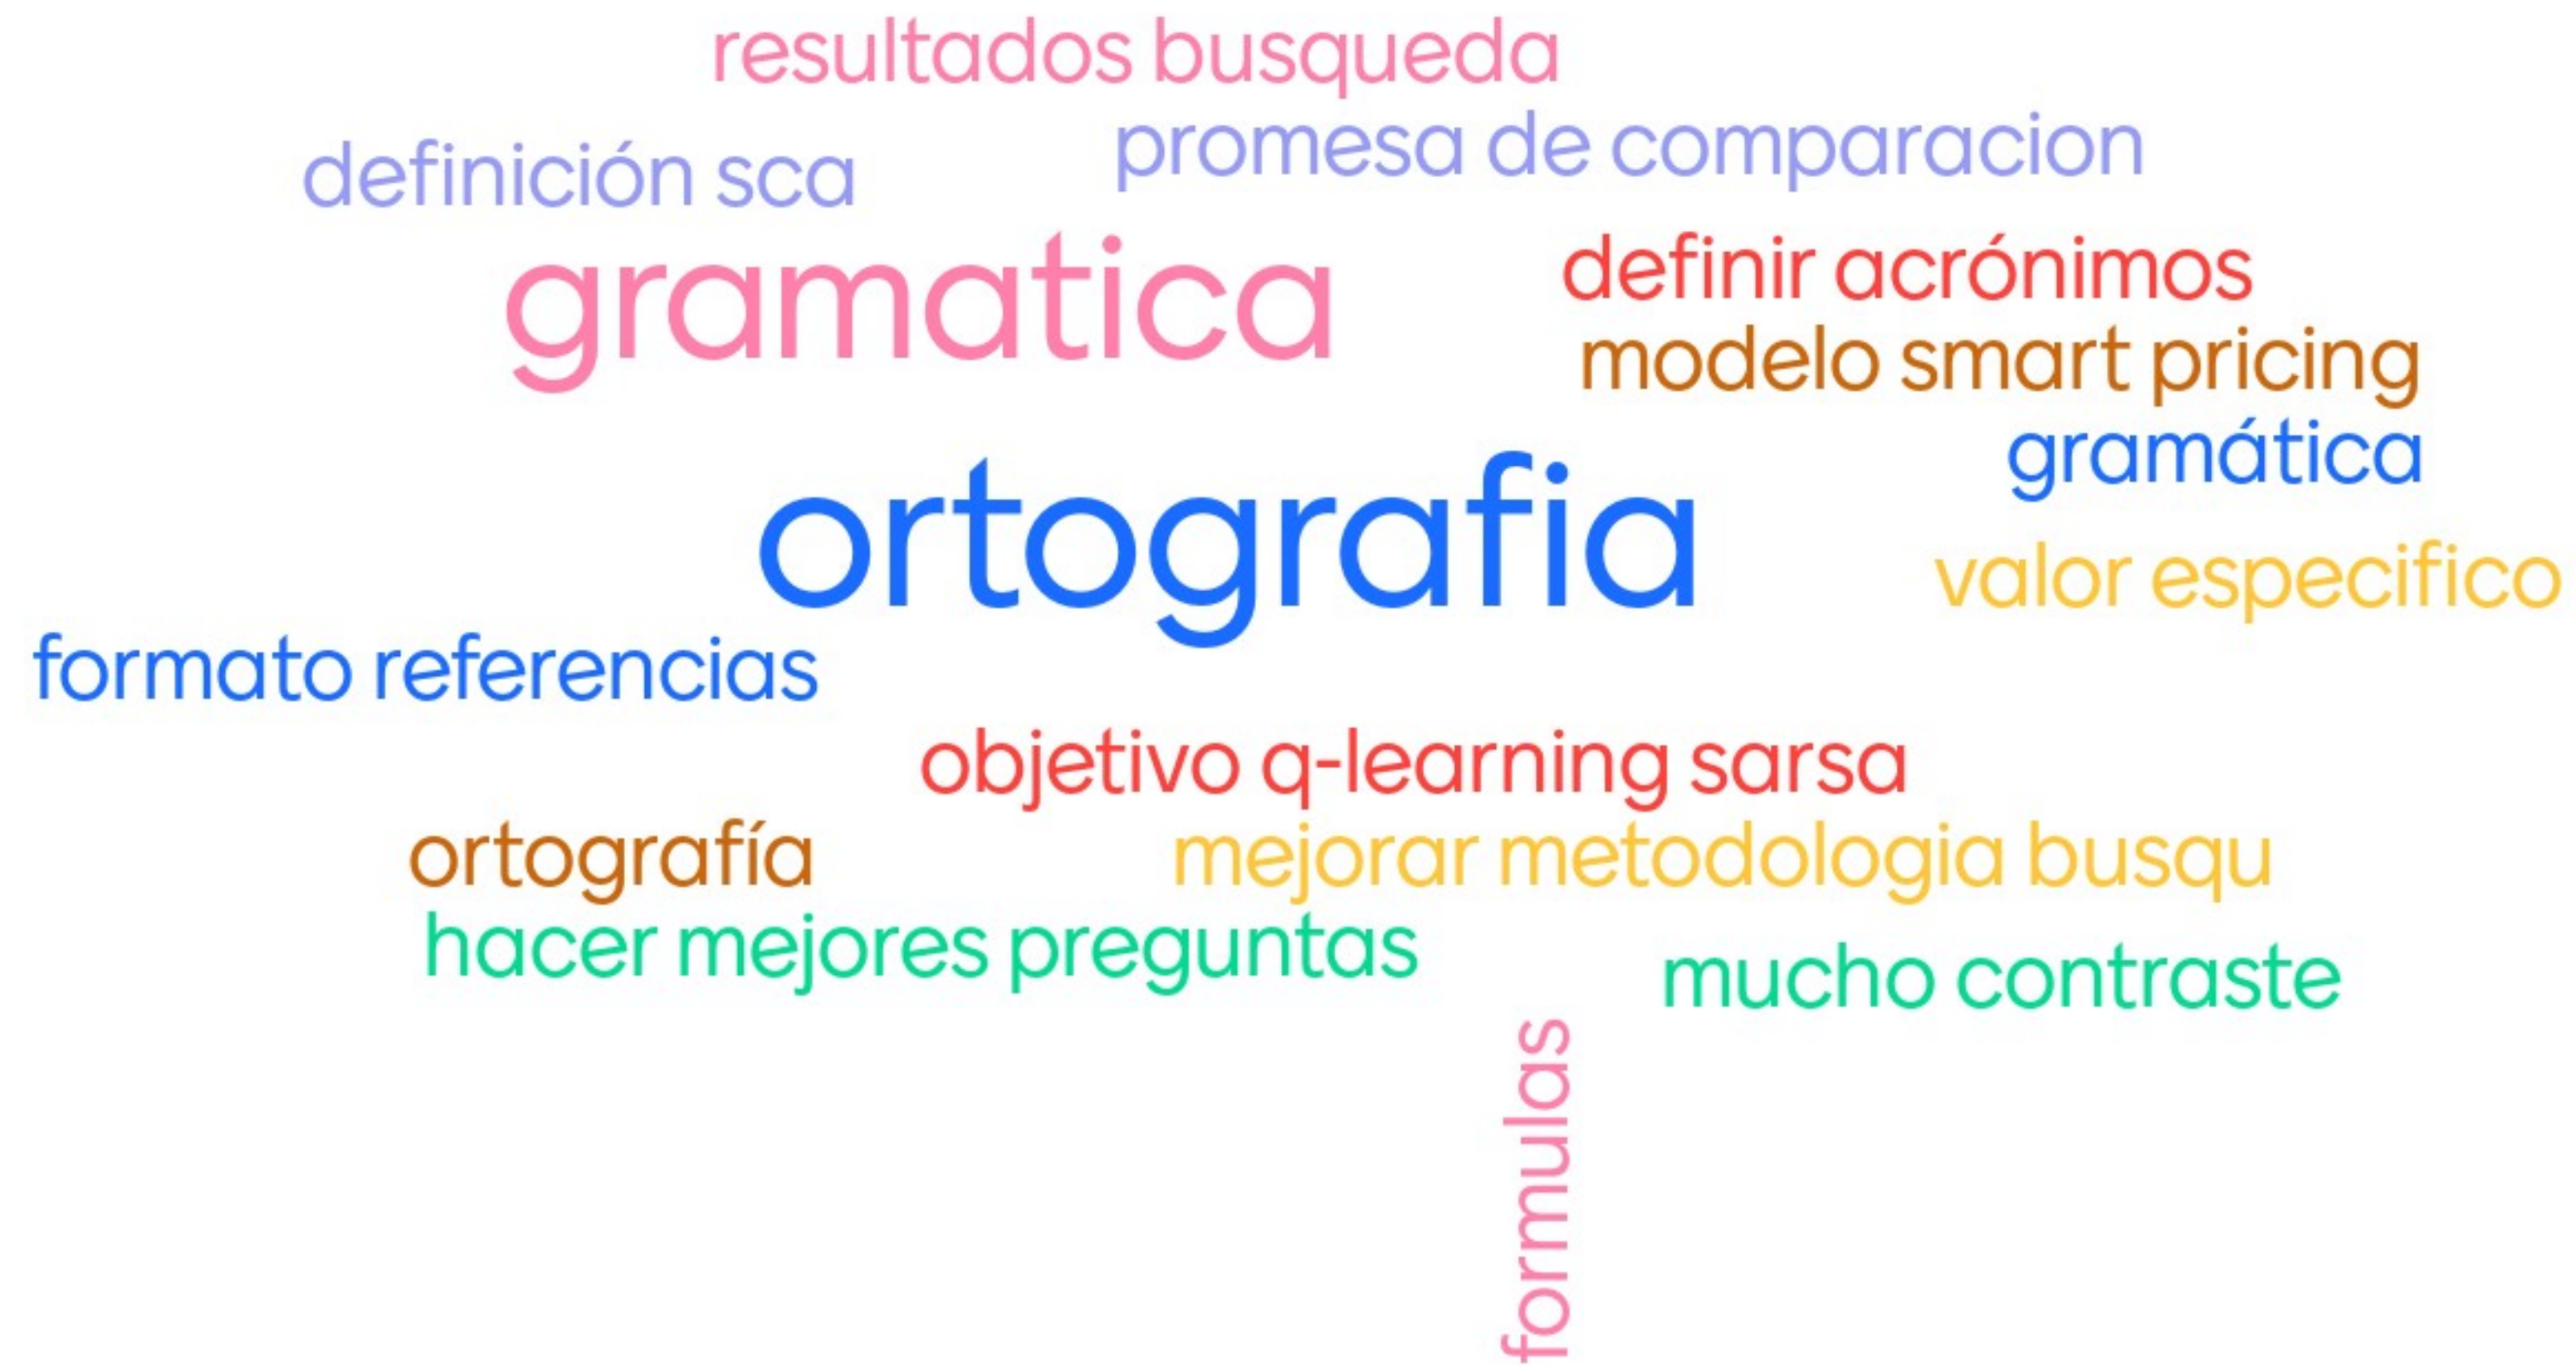 resultados busqueda
promesa de comparacion
definición sca
definir acrónimos
gramatica
modelo smart pricing
gramática
ortografia
valor especifico
formato referencias
objetivo q-learning sarsa
ortografía
mejorar metodologia busqu
hacer mejores preguntas
mucho contraste
formulas